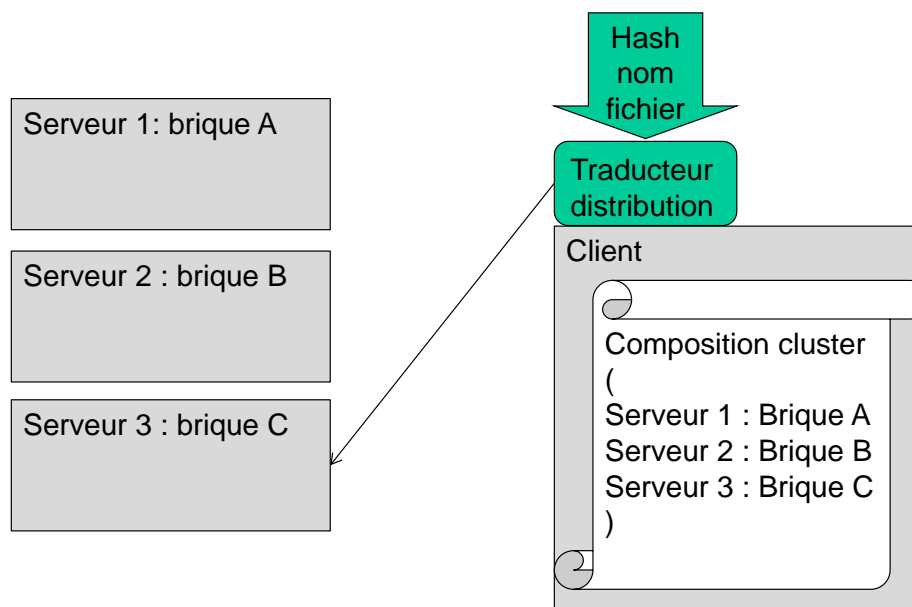 Hash
nom
fichier
Traducteur
distribution
Serveur 1: brique A
Serveur 2 : brique B
Serveur 3 : brique C
Client
Composition cluster
(
Serveur 1 : Brique A
Serveur 2 : Brique B
Serveur 3 : Brique C
)